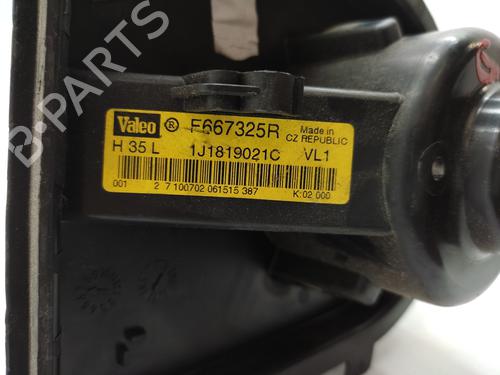 B-PARTS
Valeo ® F667325R Made in
CZ REPUBLIC
H 35 L 1J1819021C VL1
001 2 7 100702 061515 387 K:02 000